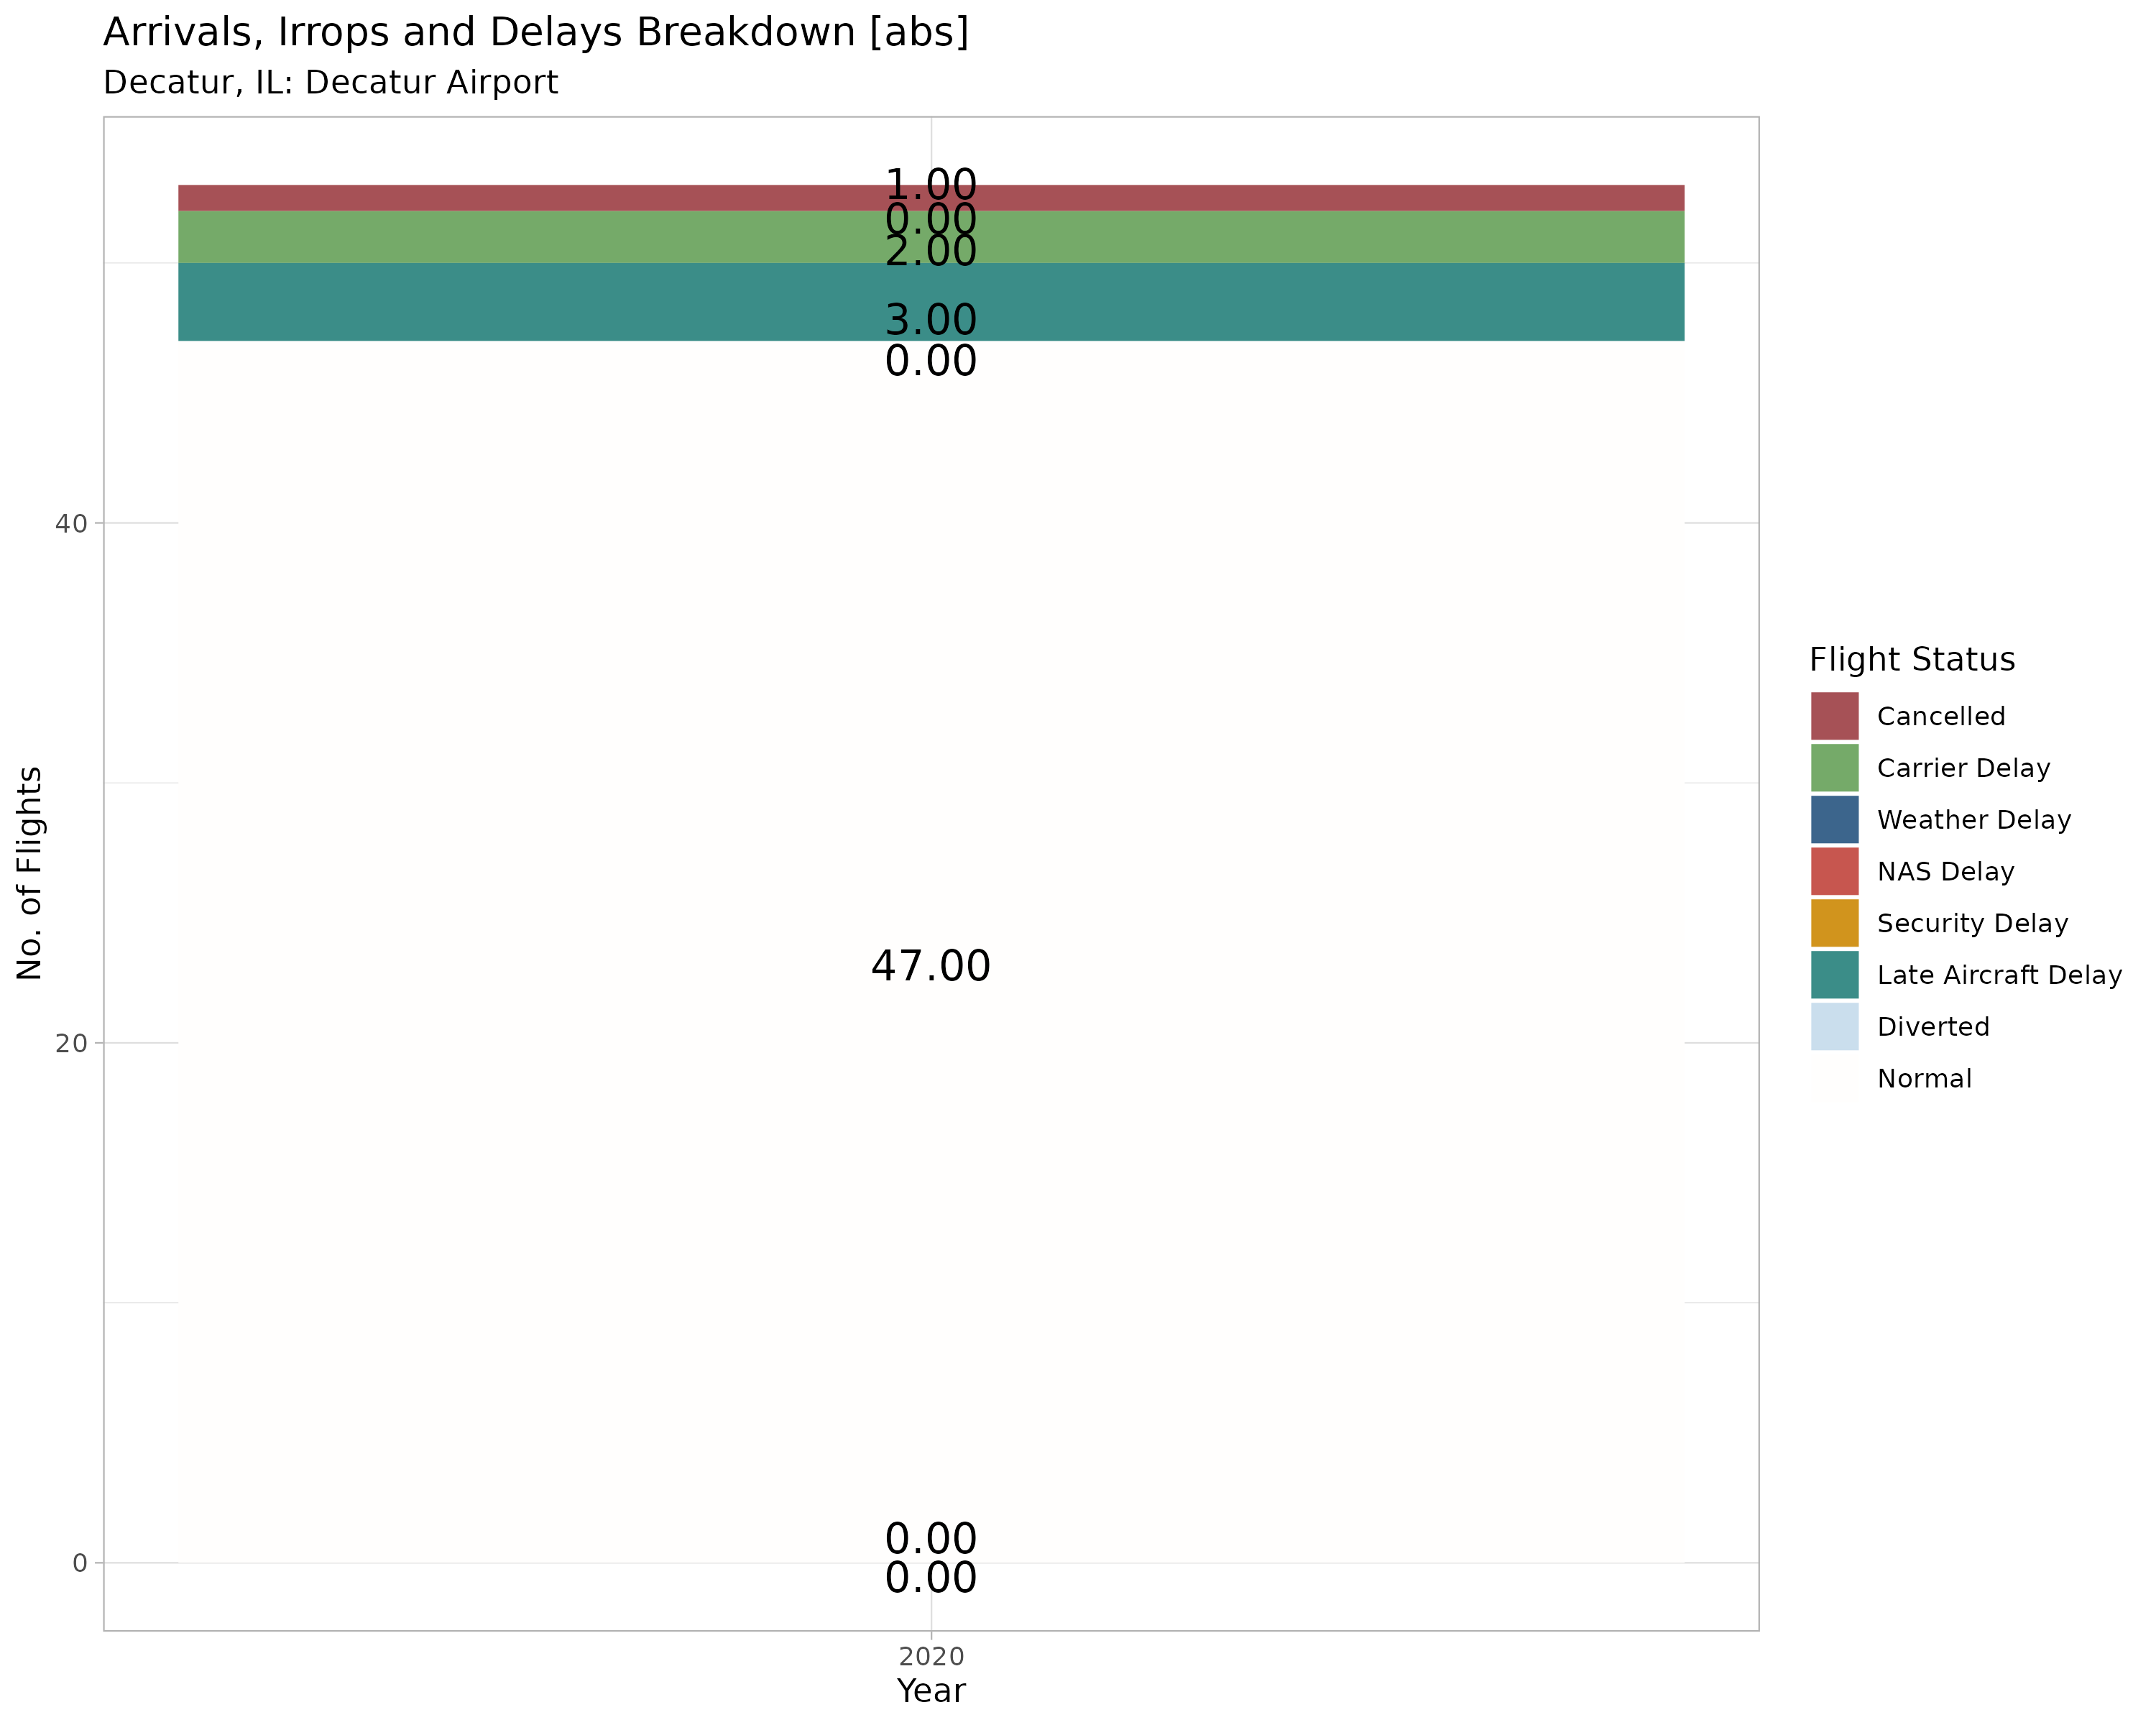 Arrivals, Irrops and Delays Breakdown [abs]
Decatur, IL: Decatur Airport
1.00
0.00
2.00
3.00
0.00
40
47.00
20
0.00
0
0.00
2020
Year
No. of Flights
Flight Status
Cancelled
Carrier Delay
Weather Delay
NAS Delay
Security Delay
Late Aircraft Delay
Diverted
Normal